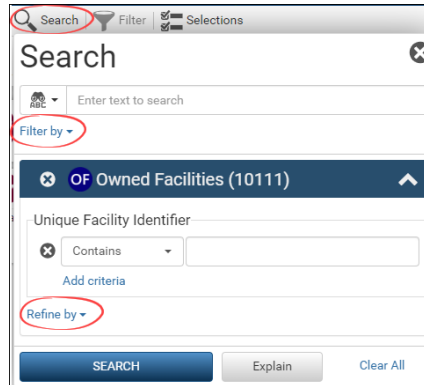 Search Filter Selections
Search
ABC Enter text to search
Filter by
OF Owned Facilities (10111)
Unique Facility Identifier
Contains
Add criteria
Refine by
SEARCH Explain Clear All